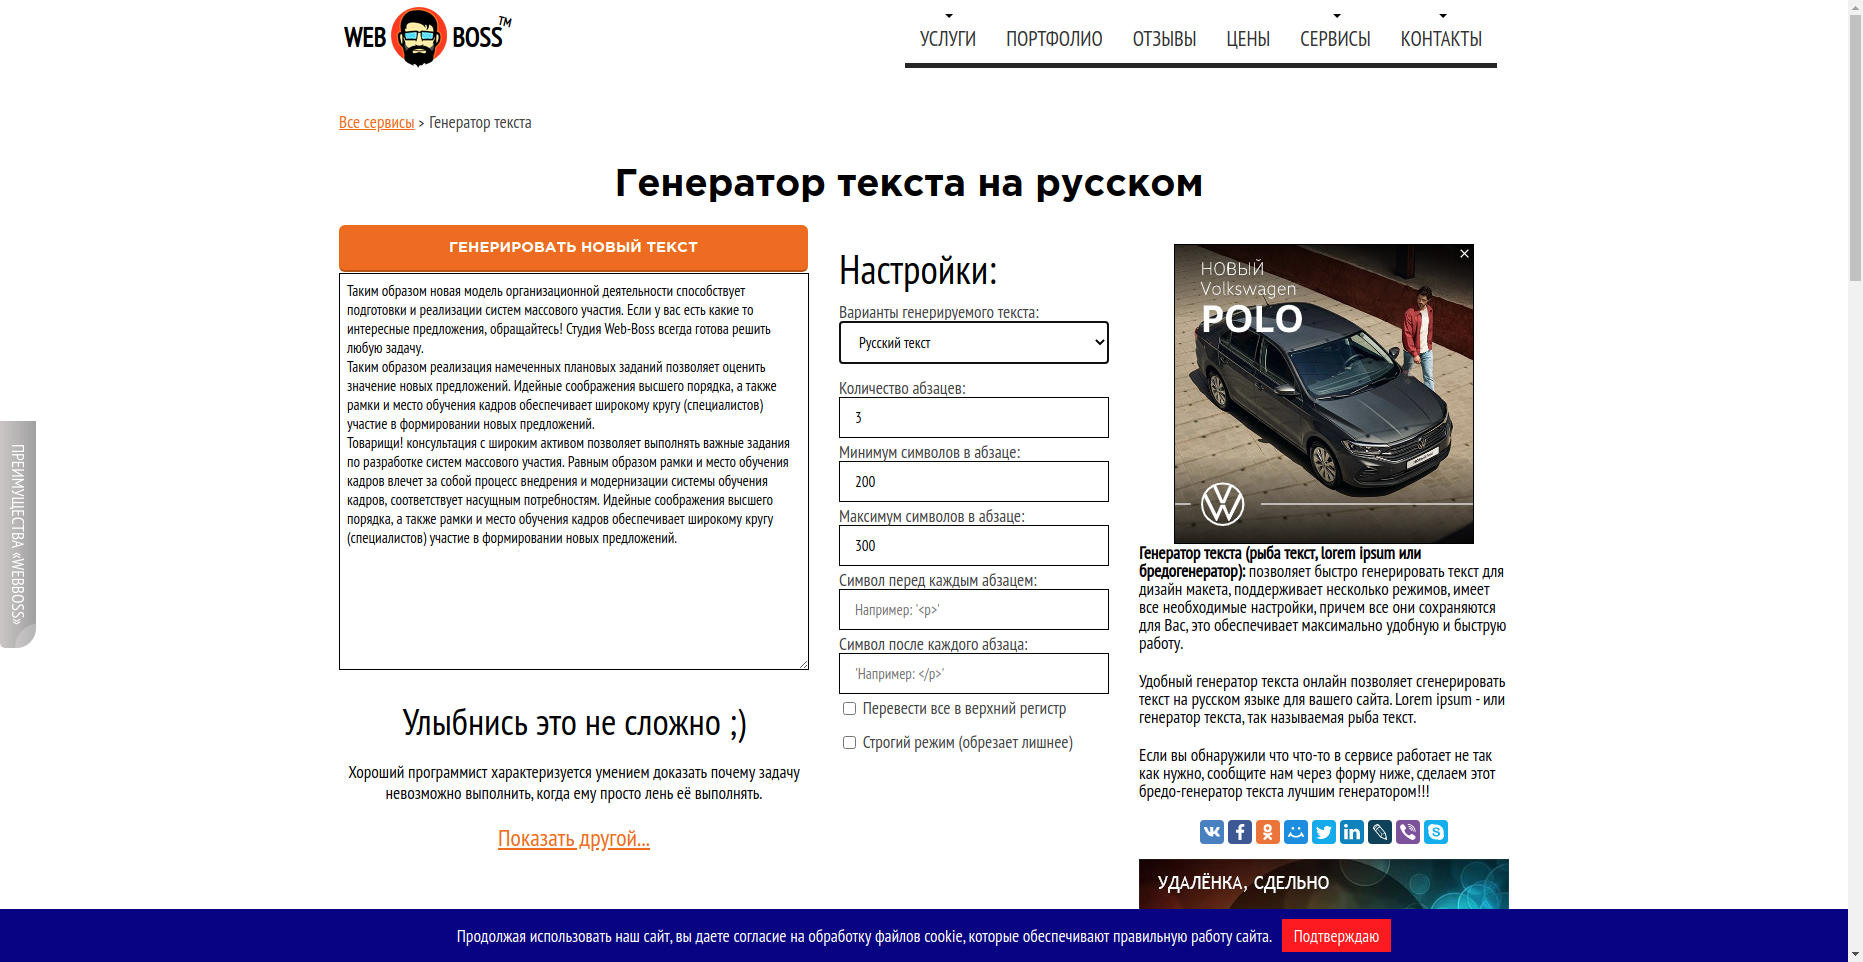 WEB BOSS™
УСЛУГИ ПОРТФОЛИО ОТЗЫВЫ ЦЕНЫ СЕРВИСЫ КОНТАКТЫ
Все сервисы > Генератор текста
Генератор текста на русском
ГЕНЕРИРОВАТЬ НОВЫЙ ТЕКСТ
Таким образом новая модель организационной деятельности способствует
подготовки и реализации систем массового участия. Если у вас есть какие то
интересные предложения, обращайтесь! Студия Web-Boss всегда готова решить
любую задачу.
Таким образом реализация намеченных плановых заданий позволяет оценить
значение новых предложений. Идейные соображения высшего порядка, а также
рамки и место обучения кадров обеспечивает широкому кругу (специалистов)
участие в формировании новых предложений.
Товарищи! консультация с широким активом позволяет выполнять важные задания
по разработке систем массового участия. Равным образом рамки и место обучения
кадров влечет за собой процесс внедрения и модернизации системы обучения
кадров, соответствует насущным потребностям. Идейные соображения высшего
порядка, а также рамки и место обучения кадров обеспечивает широкому кругу
(специалистов) участие в формировании новых предложений.
Улыбнись это не сложно ;)
Хороший программист характеризуется умением доказать почему задачу
невозможно выполнить, когда ему просто лень её выполнять.
Показать другой...
Настройки:
Варианты генерируемого текста:
Русский текст
Количество абзацев:
3
Минимум символов в абзаце:
200
Максимум символов в абзаце:
300
Символ перед каждым абзацем:
Например: '<p>'
Символ после каждого абзаца:
'Например: </p>'
Перевести все в верхний регистр
Строгий режим (обрезает лишнее)
НОВЫЙ
Volkswagen
POLO
Генератор текста (рыба текст, lorem ipsum или
бредогенератор): позволяет быстро генерировать текст для
дизайн макета, поддерживает несколько режимов, имеет
все необходимые настройки, причем все они сохраняются
для Вас, это обеспечивает максимально удобную и быструю
работу.
Удобный генератор текста онлайн позволяет сгенерировать
текст на русском языке для вашего сайта. Lorem ipsum - или
генератор текста, так называемая рыба текст.
Если вы обнаружили что что-то в сервисе работает не так
как нужно, сообщите нам через форму ниже, сделаем этот
бредо-генератор текста лучшим генератором!!!
УДАЛЁНКА, СДЕЛЬНО
ПРЕИМУЩЕСТВА «WEBBOSS»
Продолжая использовать наш сайт, вы даете согласие на обработку файлов cookie, которые обеспечивают правильную работу сайта. Подтверждаю